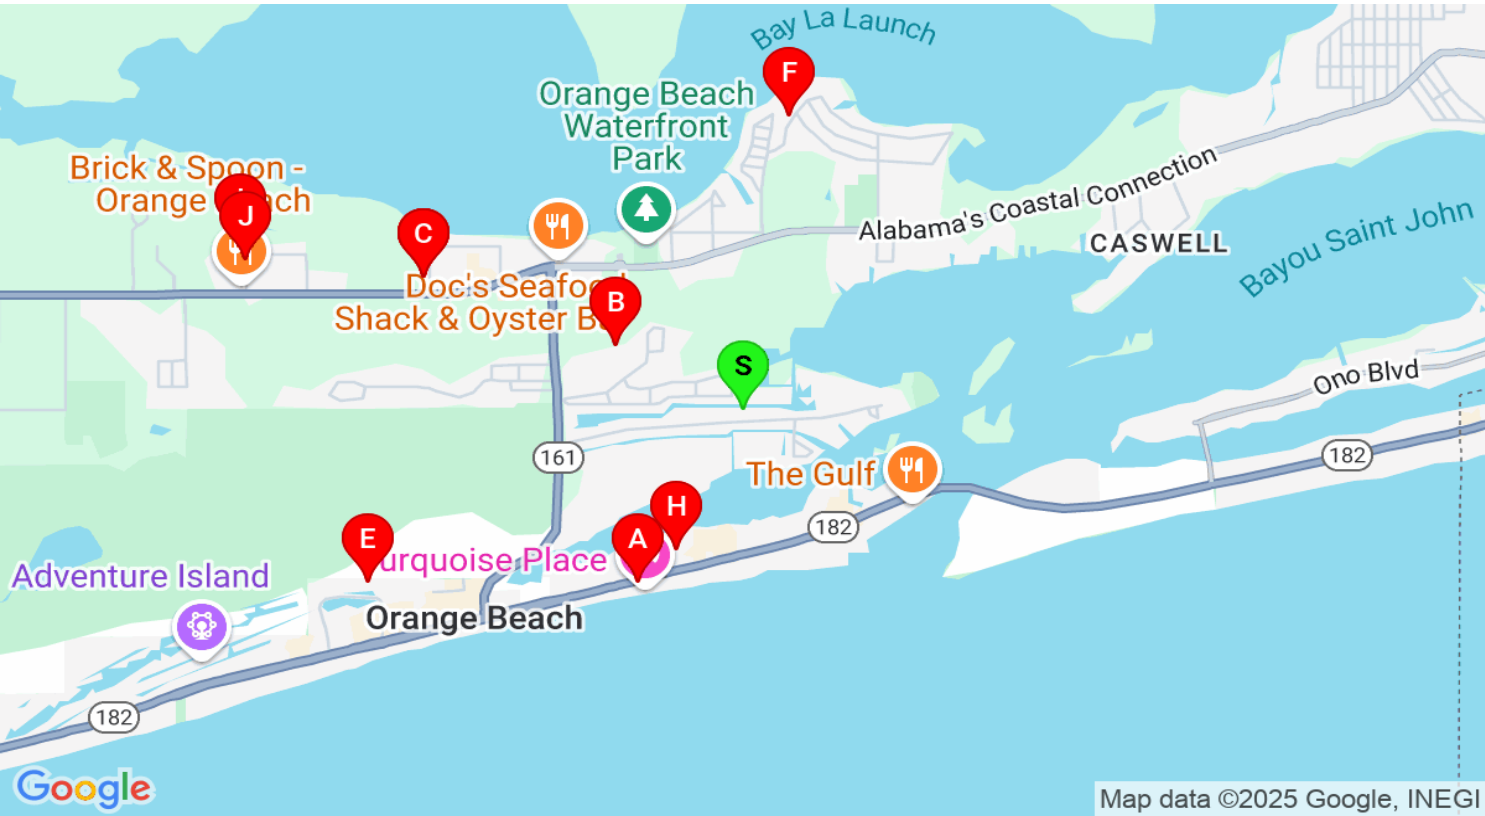 Bay La Launch
F
Orange Beach
Waterfront
Park
Brick & Spoon -
Orange
J
C
Alabama's Coastal Connection
CASWELL
Bayou Saint John
Doc's Seafood
Shack & Oyster
B
S
Ono Blvd
161
The Gulf
182
182
H
A
E
urquoise Place
Adventure Island
Orange Beach
182
Google
Map data ©2025 Google, INEGI